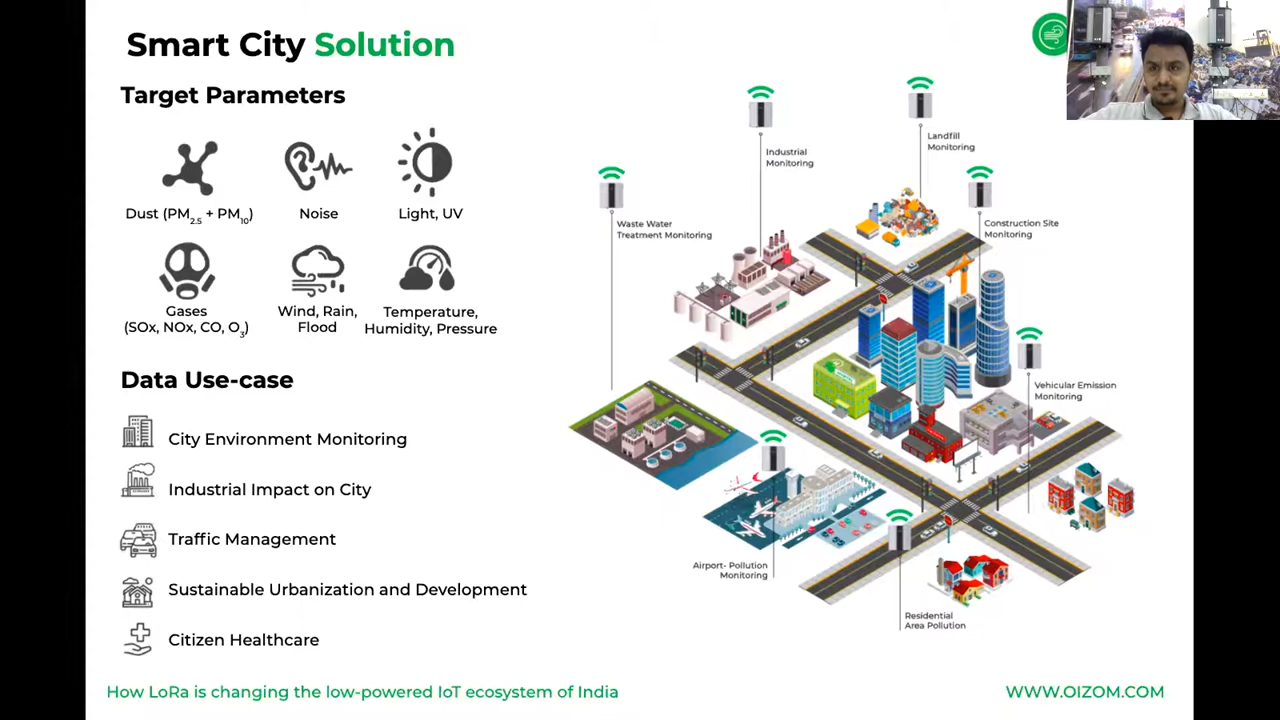 Smart City Solution
Target Parameters
Dust (PM2.5 + PM10)
Noise
Light, UV
Gases
(SOx, NOx, CO, O3)
Wind, Rain,
Flood
Temperature,
Humidity, Pressure
Data Use-case
City Environment Monitoring
Industrial Impact on City
Traffic Management
Sustainable Urbanization and Development
Citizen Healthcare
Industrial
Monitoring
Landfill
Monitoring
Waste Water
Treatment Monitoring
Construction Site
Monitoring
Vehicular Emission
Monitoring
Airport- Pollution
Monitoring
Residential
Area Pollution
How LoRa is changing the low-powered IoT ecosystem of India
WWW.OIZOM.COM